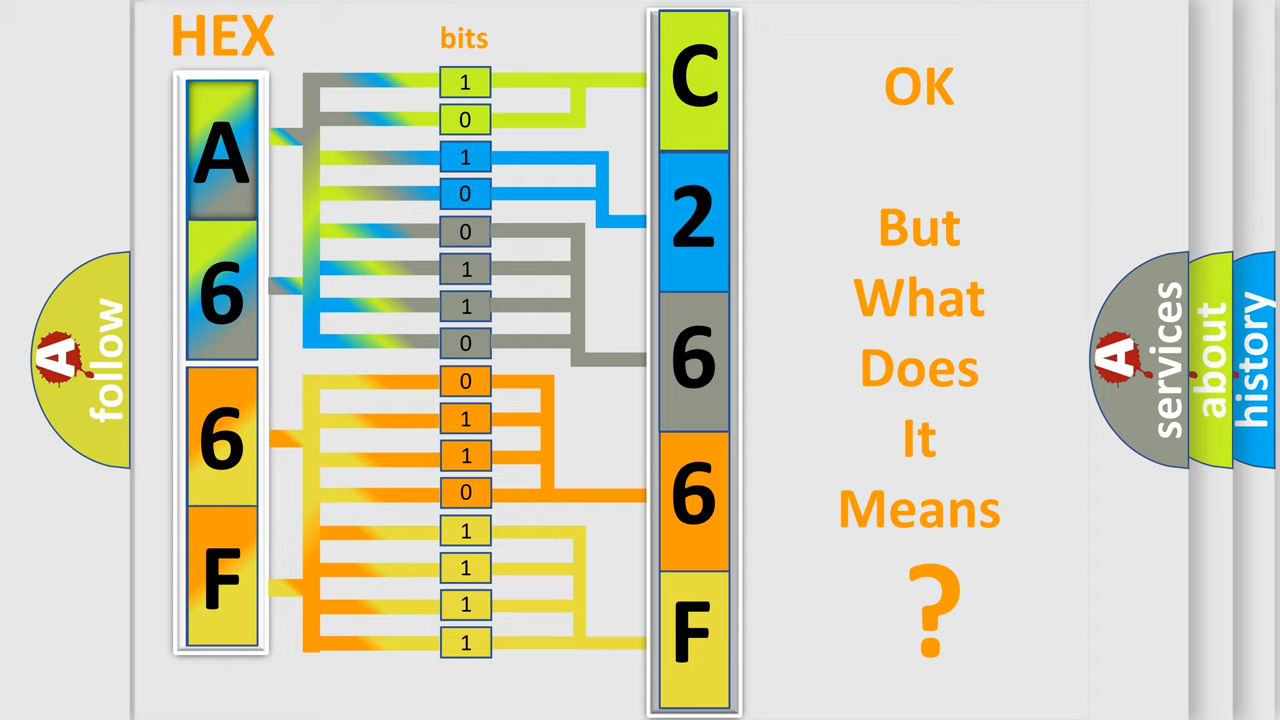 HEX
bits
A
6
6
F
1
0
1
0
0
1
1
0
0
1
1
0
1
1
1
1
C
2
6
6
F
OK
But
What
Does
It
Means
?
A
follow
A
services
about
history